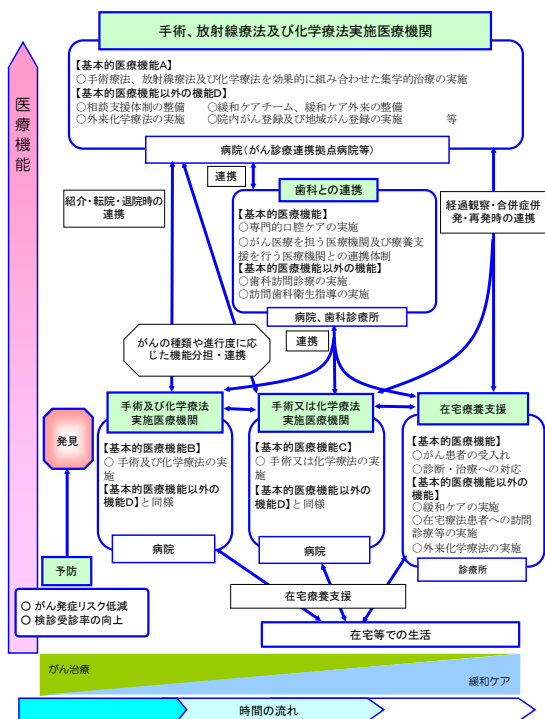 手術、放射線療法及び化学療法実施医療機関
【基本的医療機能A】
○手術療法、放射線療法及び化学療法を効果的に組み合わせた集学的治療の実施
【基本的医療機能以外の機能D】
○相談支援体制の整備　○緩和ケアチーム、緩和ケア外来の整備
○外来化学療法の実施　○院内がん登録及び地域がん登録の実施　等
病院(がん診療連携拠点病院等)
医療機能
連携
紹介・転院・退院時の
連携
歯科との連携
経過観察・合併症併
発・再発時の連携
【基本的医療機能】
○専門的口腔ケアの実施
○がん医療を担う医療機関及び療養支
援を行う医療機関との連携体制
【基本的医療機能以外の機能】
○歯科訪問診療の実施
○訪問歯科衛生指導の実施
病院、歯科診療所
がんの種類や進行度に応
じた機能分担・連携
連携
手術及び化学療法
実施医療機関
【基本的医療機能B】
○ 手術及び化学療法の実
施
【基本的医療機能以外の
機能D】と同様
病院
手術又は化学療法
実施医療機関
【基本的医療機能C】
○ 手術又は化学療法の実
施
【基本的医療機能以外の
機能D】と同様
病院
在宅療養支援
【基本的医療機能】
○がん患者の受入れ
○診断・治療への対応
【基本的医療機能以外の
機能】
○緩和ケアの実施
○在宅療法患者への訪問
診療等の実施
○外来化学療法の実施
診療所
発見
予防
○ がん発症リスク低減
○ 検診受診率の向上
在宅療養支援
在宅等での生活
がん治療
緩和ケア
時間の流れ